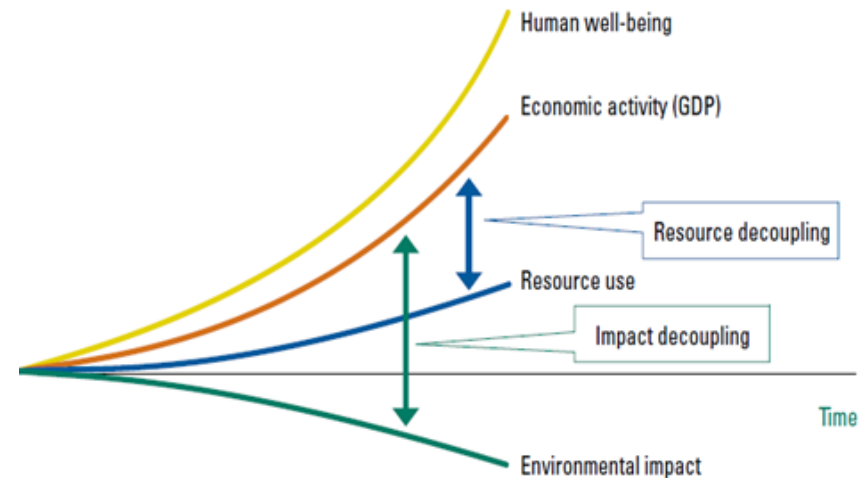 Human well-being
Economic activity (GDP)
Resource decoupling
Resource use
Impact decoupling
Time
Environmental impact